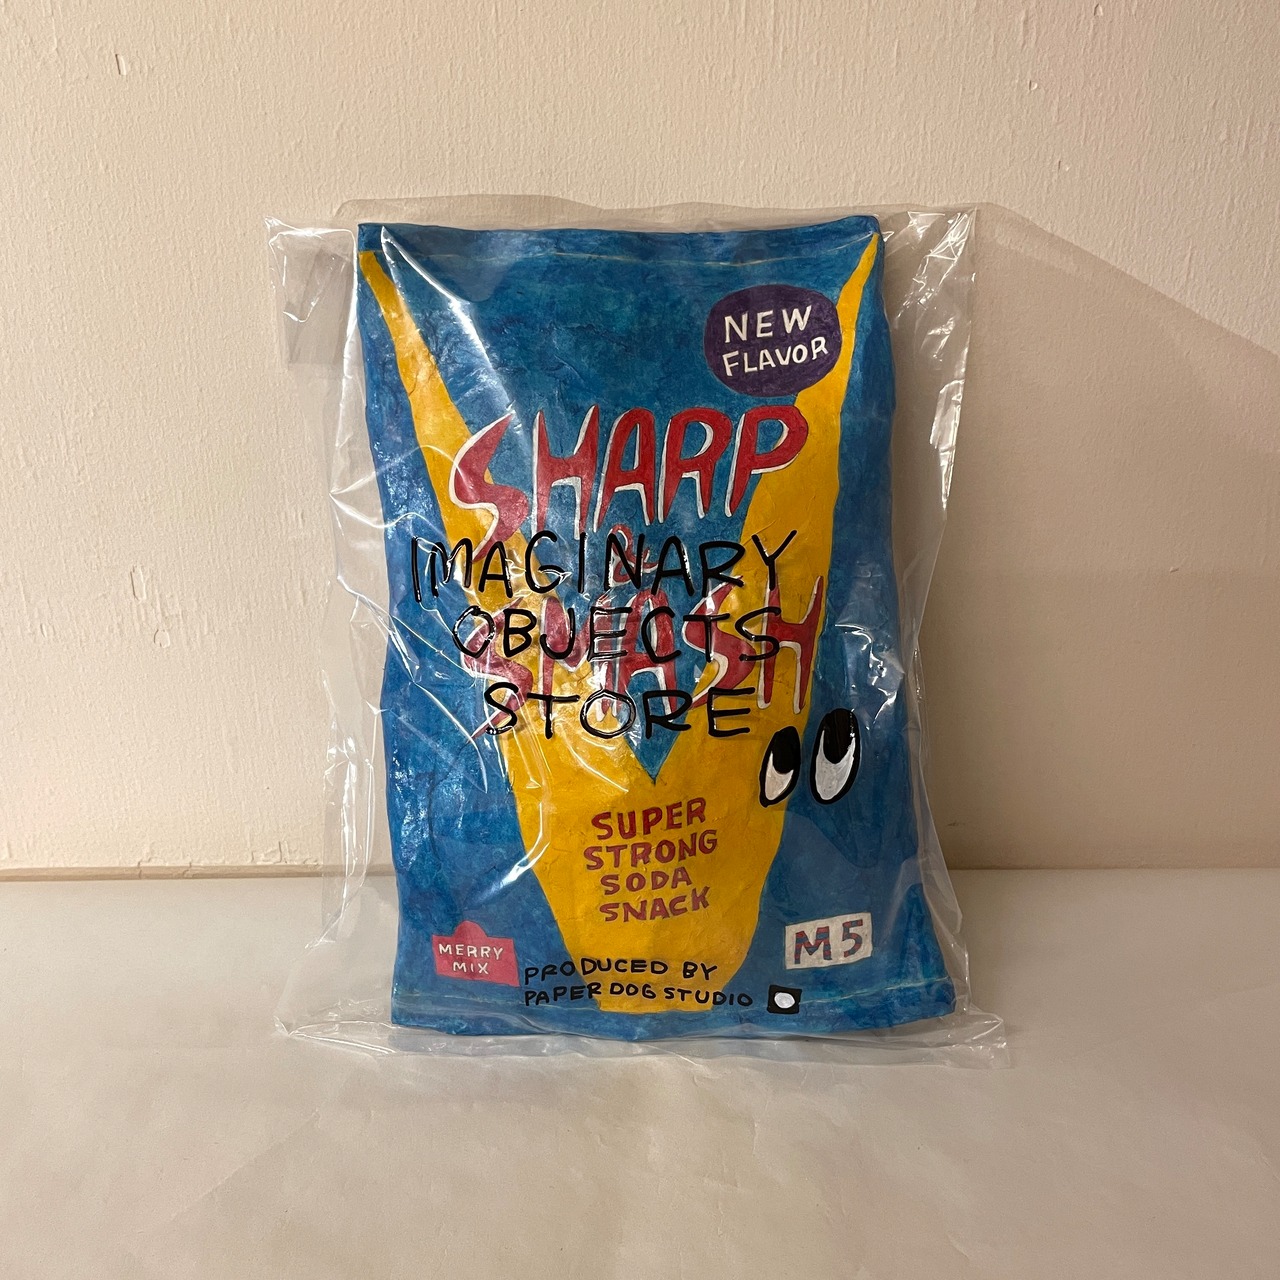 NEW
FLAVOR
SHARP
&
IMAGINARY
SMASH
OBJECTS
STORE
SUPER
STRONG
SODA
SNACK
MERRY
MIX
M5
PRODUCED BY
PAPER DOG STUDIO